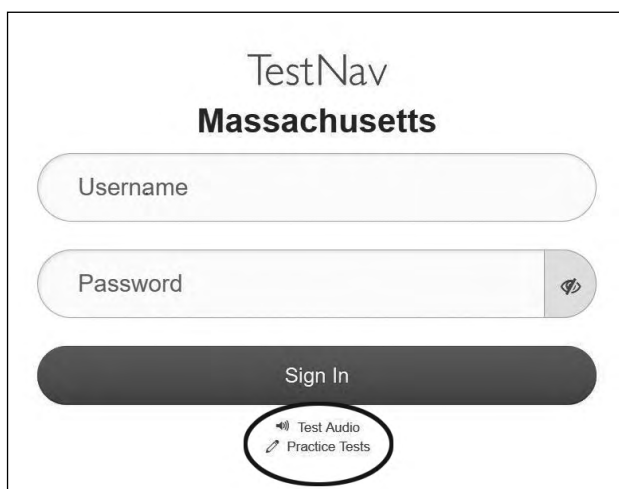 TestNav
Massachusetts
Username
Password
Sign In
Test Audio
Practice Tests